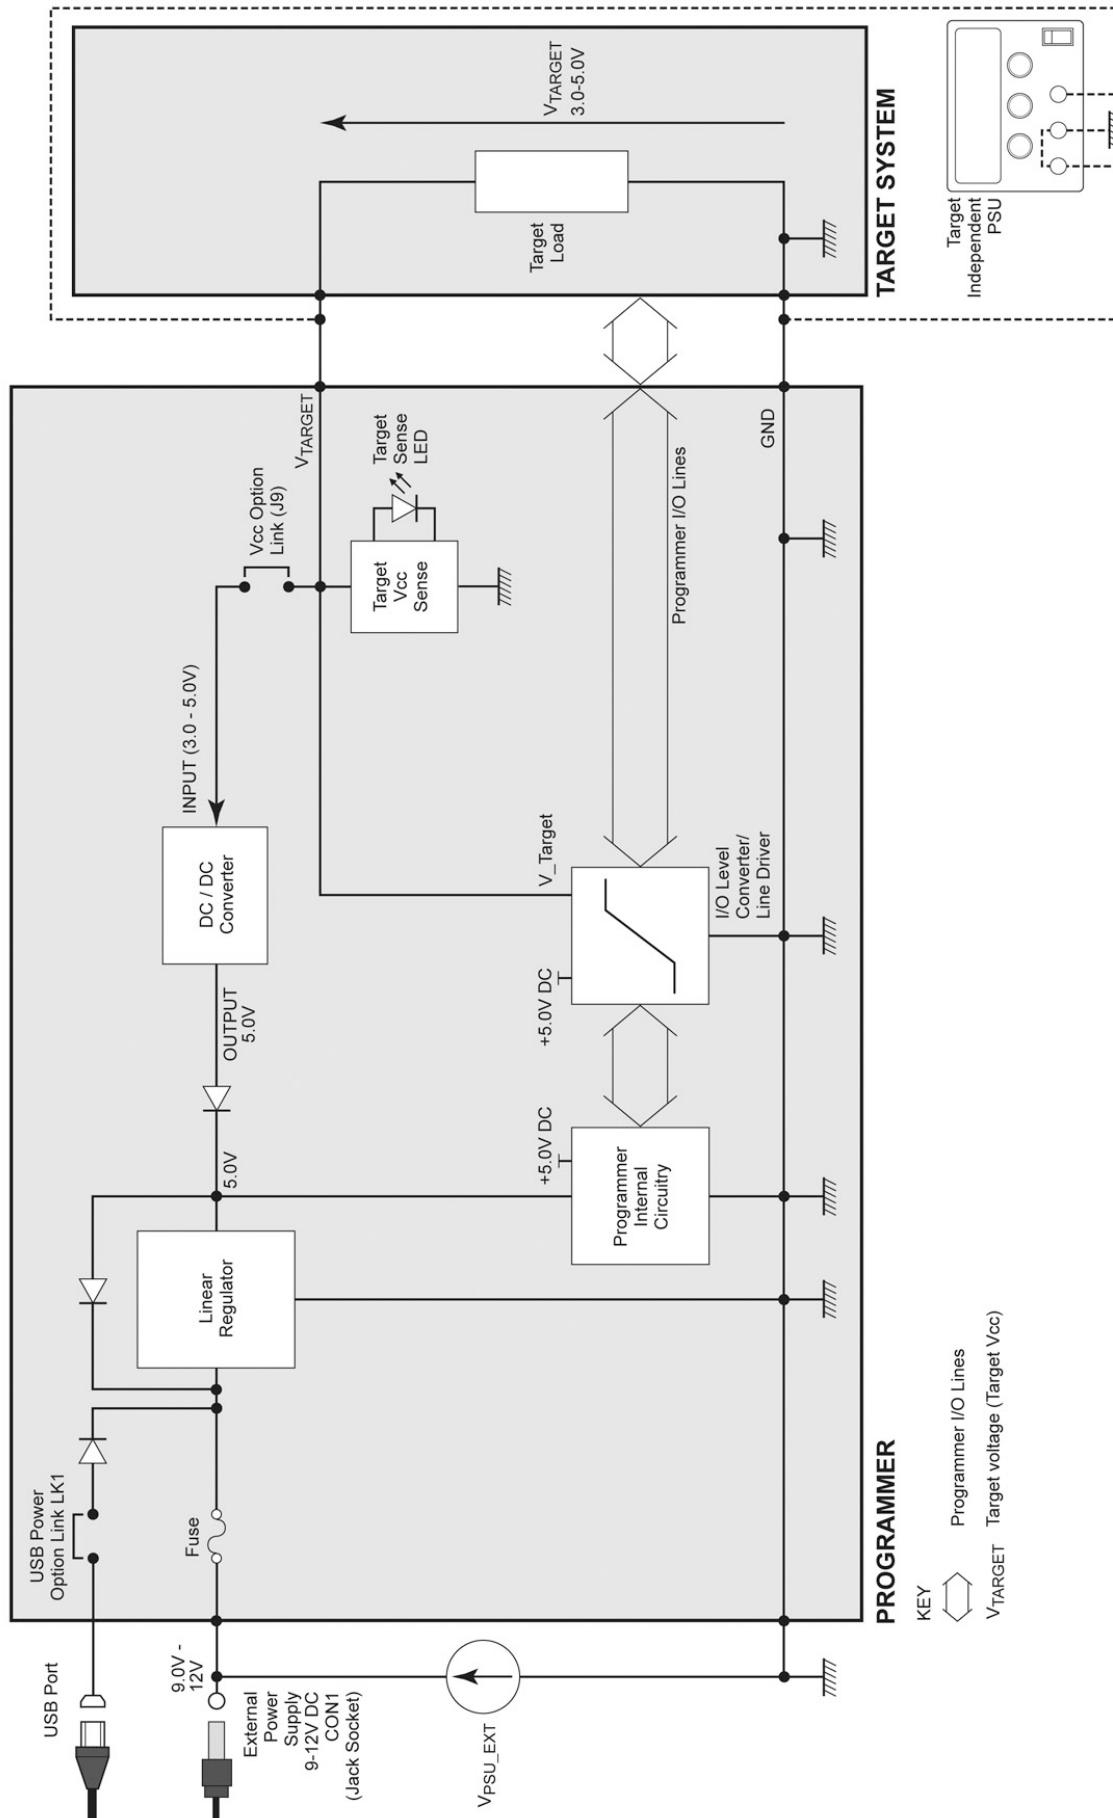 USB Port
9.0V -
12V
External
Power
Supply
9-12V DC
CON1
(Jack Socket)
VPSU_EXT
USB Power
Option Link LK1
Fuse
Linear
Regulator
5.0V
OUTPUT
5.0V
DC / DC
Converter
INPUT (3.0 - 5.0V)
Vcc Option
Link (J9)
VTARGET
Target
Vcc
Sense
Target
Sense
LED
+5.0V DC
Programmer
Internal
Circuitry
+5.0V DC
V_Target
I/O Level
Converter/
Line Driver
Programmer I/O Lines
GND
PROGRAMMER
Target
Load
VTARGET
3.0-5.0V
TARGET SYSTEM
Target
Independent
PSU
KEY
Programmer I/O Lines
VTARGET Target voltage (Target Vcc)